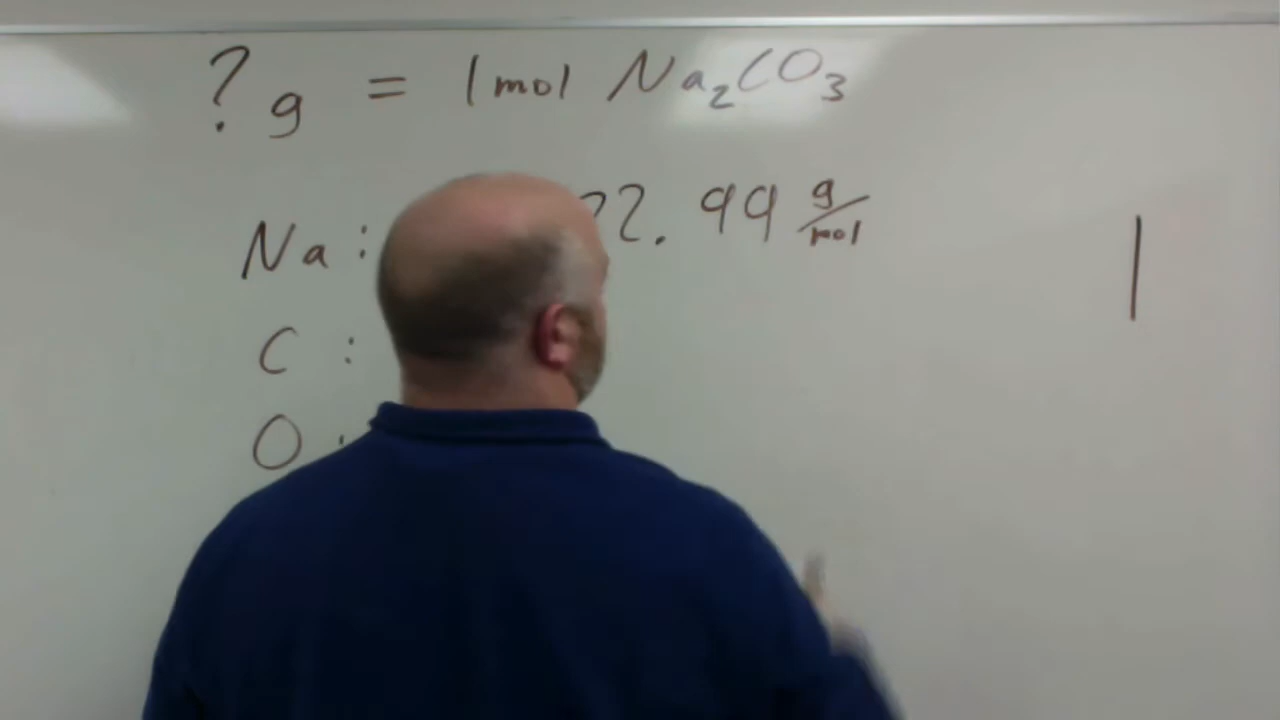 ? g = 1 mol Na₂CO₃
Na: 22.99 g/mol
C:
O: